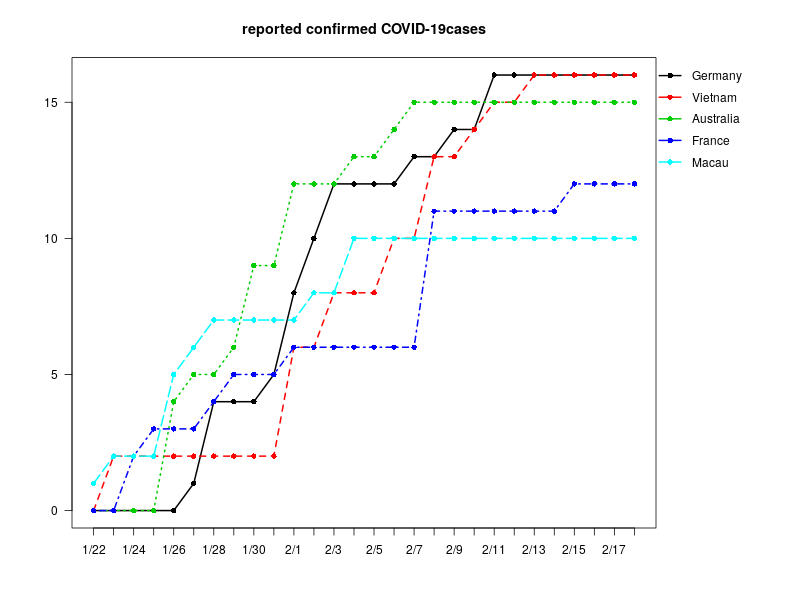 reported confirmed COVID-19cases
15
10
5
0
1/22 1/24 1/26 1/28 1/30 2/1 2/3 2/5 2/7 2/9 2/11 2/13 2/15 2/17
Germany
Vietnam
Australia
France
Macau